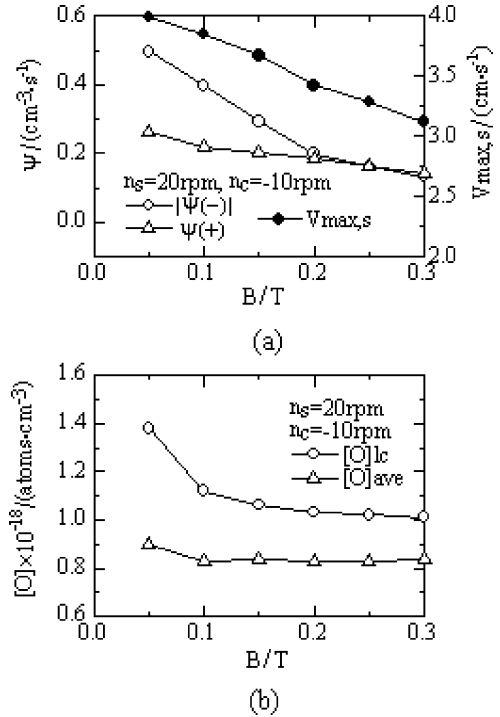 0.6 4.0
0.4 3.5
0.2 3.0
0.0 2.5
2.0
Ψ/(cm⁻³·s⁻¹)
Vmax,s/(cm·s⁻¹)
nS=20rpm, nC=-10rpm
|Ψ(-)| Vmax,s
Ψ(+)
0.0 0.1 0.2 0.3
B/T
(a)
1.6
1.4
1.2
1.0
0.8
0.6
[O]×10⁻¹⁸/(atoms·cm⁻³)
nS=20rpm
nC=-10rpm
[O]lc
[O]ave
0.0 0.1 0.2 0.3
B/T
(b)